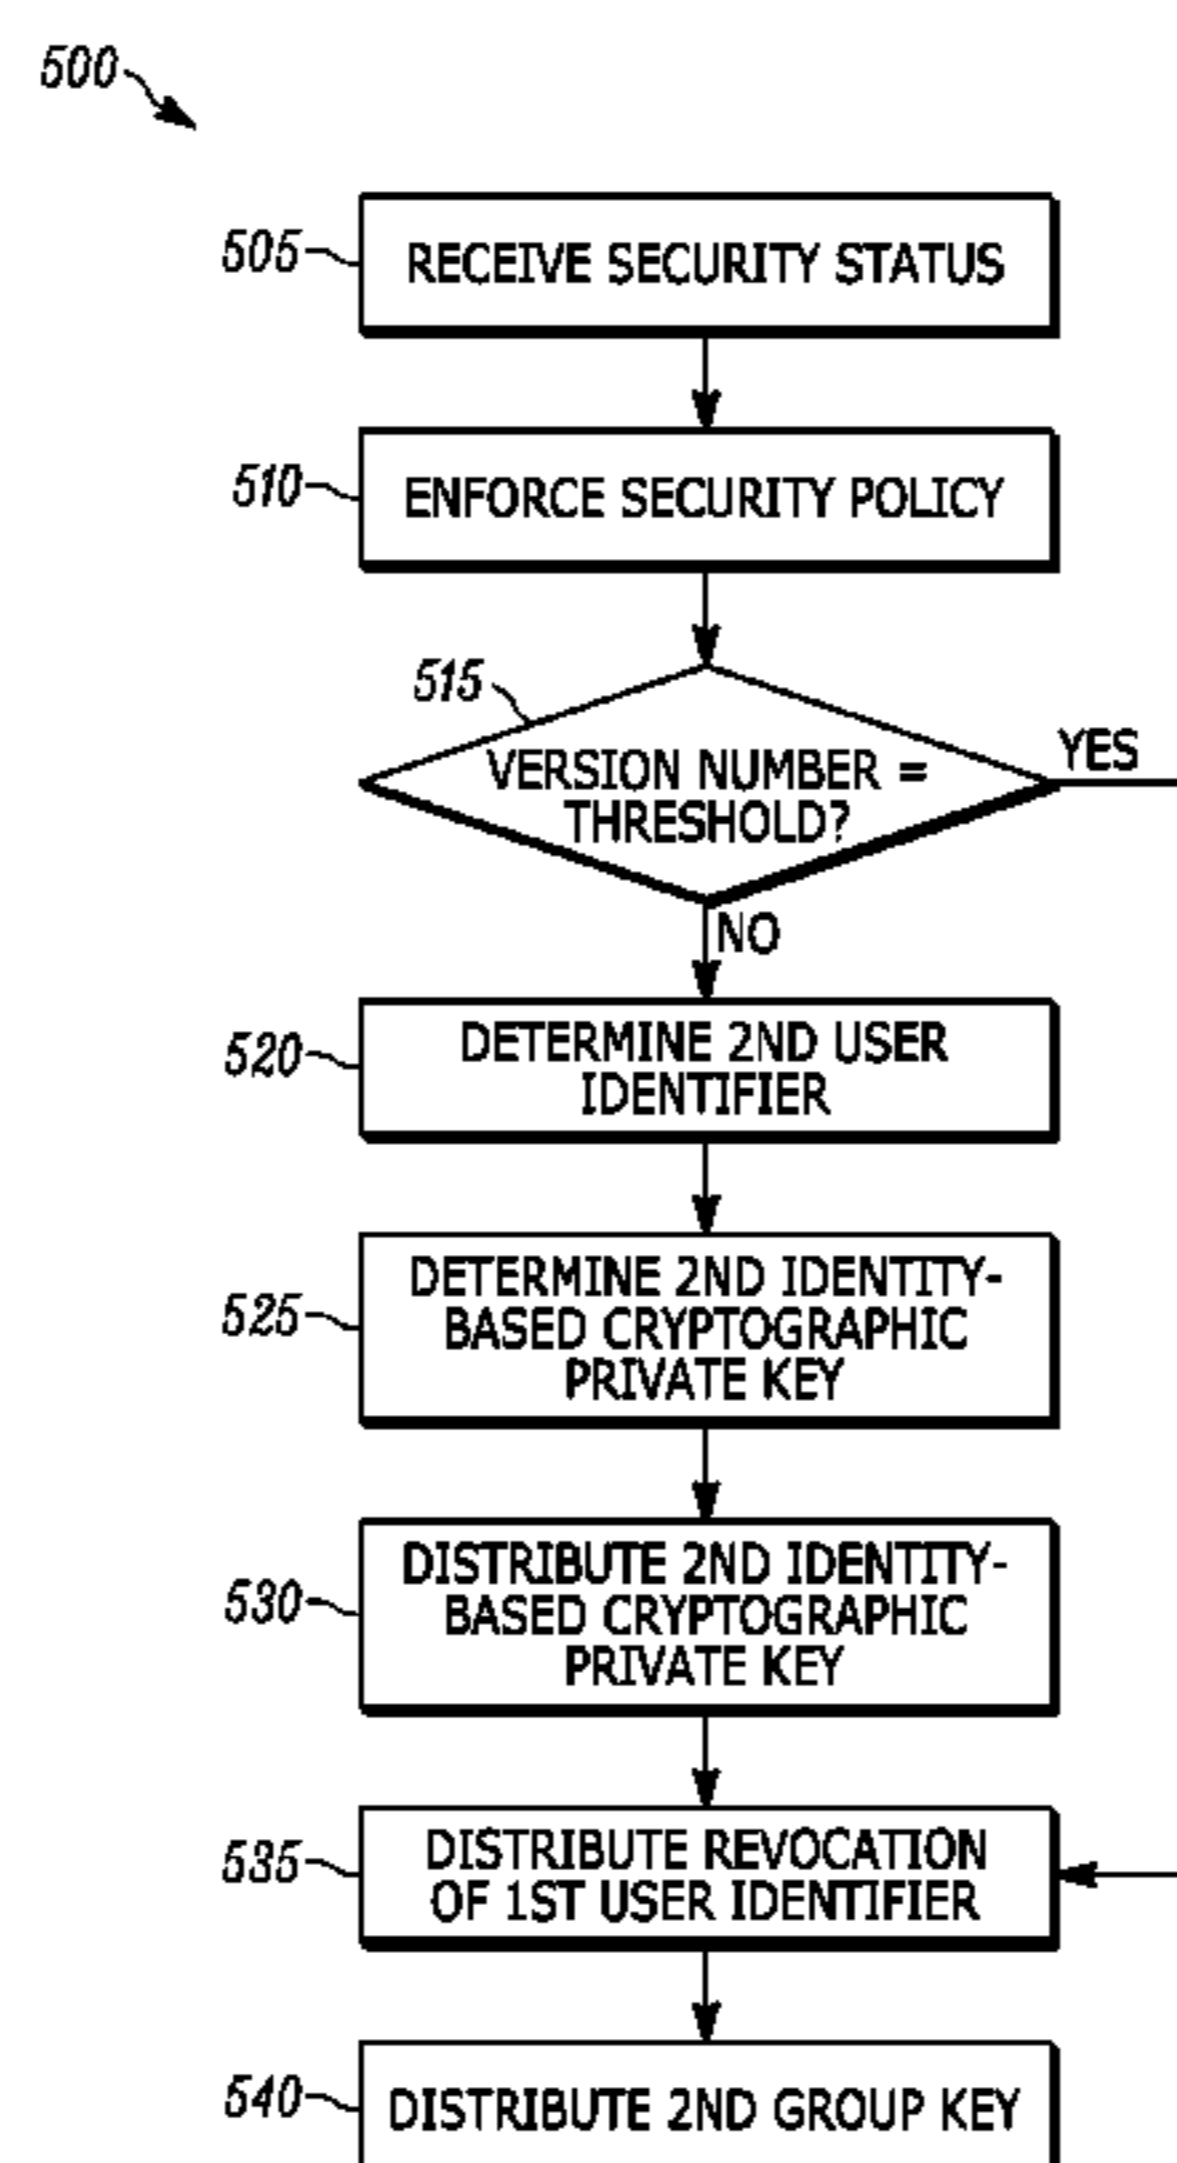 500
505
RECEIVE SECURITY STATUS
510
ENFORCE SECURITY POLICY
515
VERSION NUMBER =
THRESHOLD?
YES
NO
520
DETERMINE 2ND USER
IDENTIFIER
525
DETERMINE 2ND IDENTITY-
BASED CRYPTOGRAPHIC
PRIVATE KEY
530
DISTRIBUTE 2ND IDENTITY-
BASED CRYPTOGRAPHIC
PRIVATE KEY
535
DISTRIBUTE REVOCATION
OF 1ST USER IDENTIFIER
540
DISTRIBUTE 2ND GROUP KEY